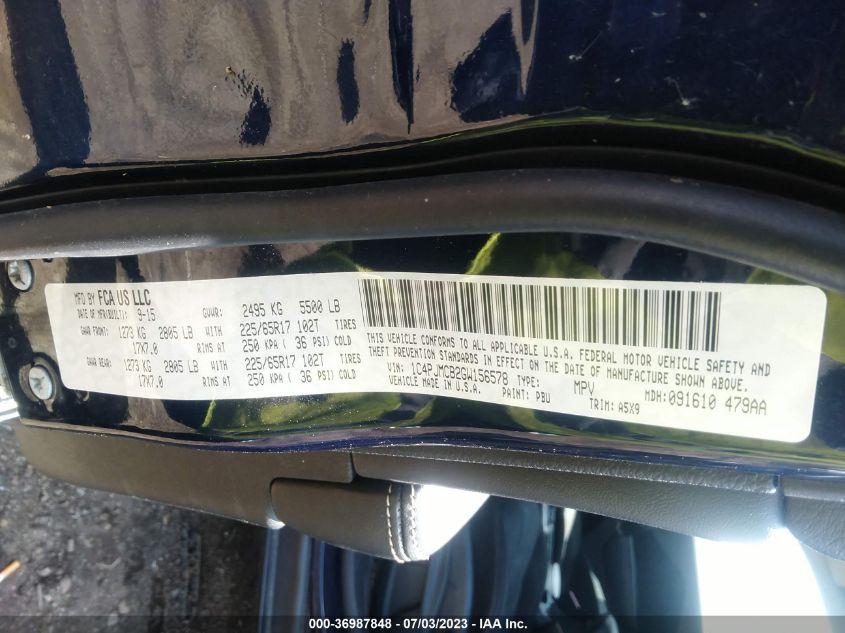 MFD BY FCA US LLC
DATE OF MFR(BUILT): 9-15 GVWR: 2495 KG 5500 LB
GAWR FRONT: 1273 KG 2805 LB WITH 225/65R17 102T TIRES
17X7.0 RIMS AT 250 KPA ( 36 PSI) COLD
GAWR REAR: 1273 KG 2805 LB WITH 225/65R17 102T TIRES
17X7.0 RIMS AT 250 KPA ( 36 PSI) COLD
THIS VEHICLE CONFORMS TO ALL APPLICABLE U.S.A. FEDERAL MOTOR VEHICLE SAFETY AND
THEFT PREVENTION STANDARDS IN EFFECT ON THE DATE OF MANUFACTURE SHOWN ABOVE.
VIN: 1C4PJMCB2GW156578 TYPE: MPV MDH:091610 479AA
VEHICLE MADE IN U.S.A. PAINT: PBU TRIM: A5X9
000-36987848 - 07/03/2023 - IAA Inc.